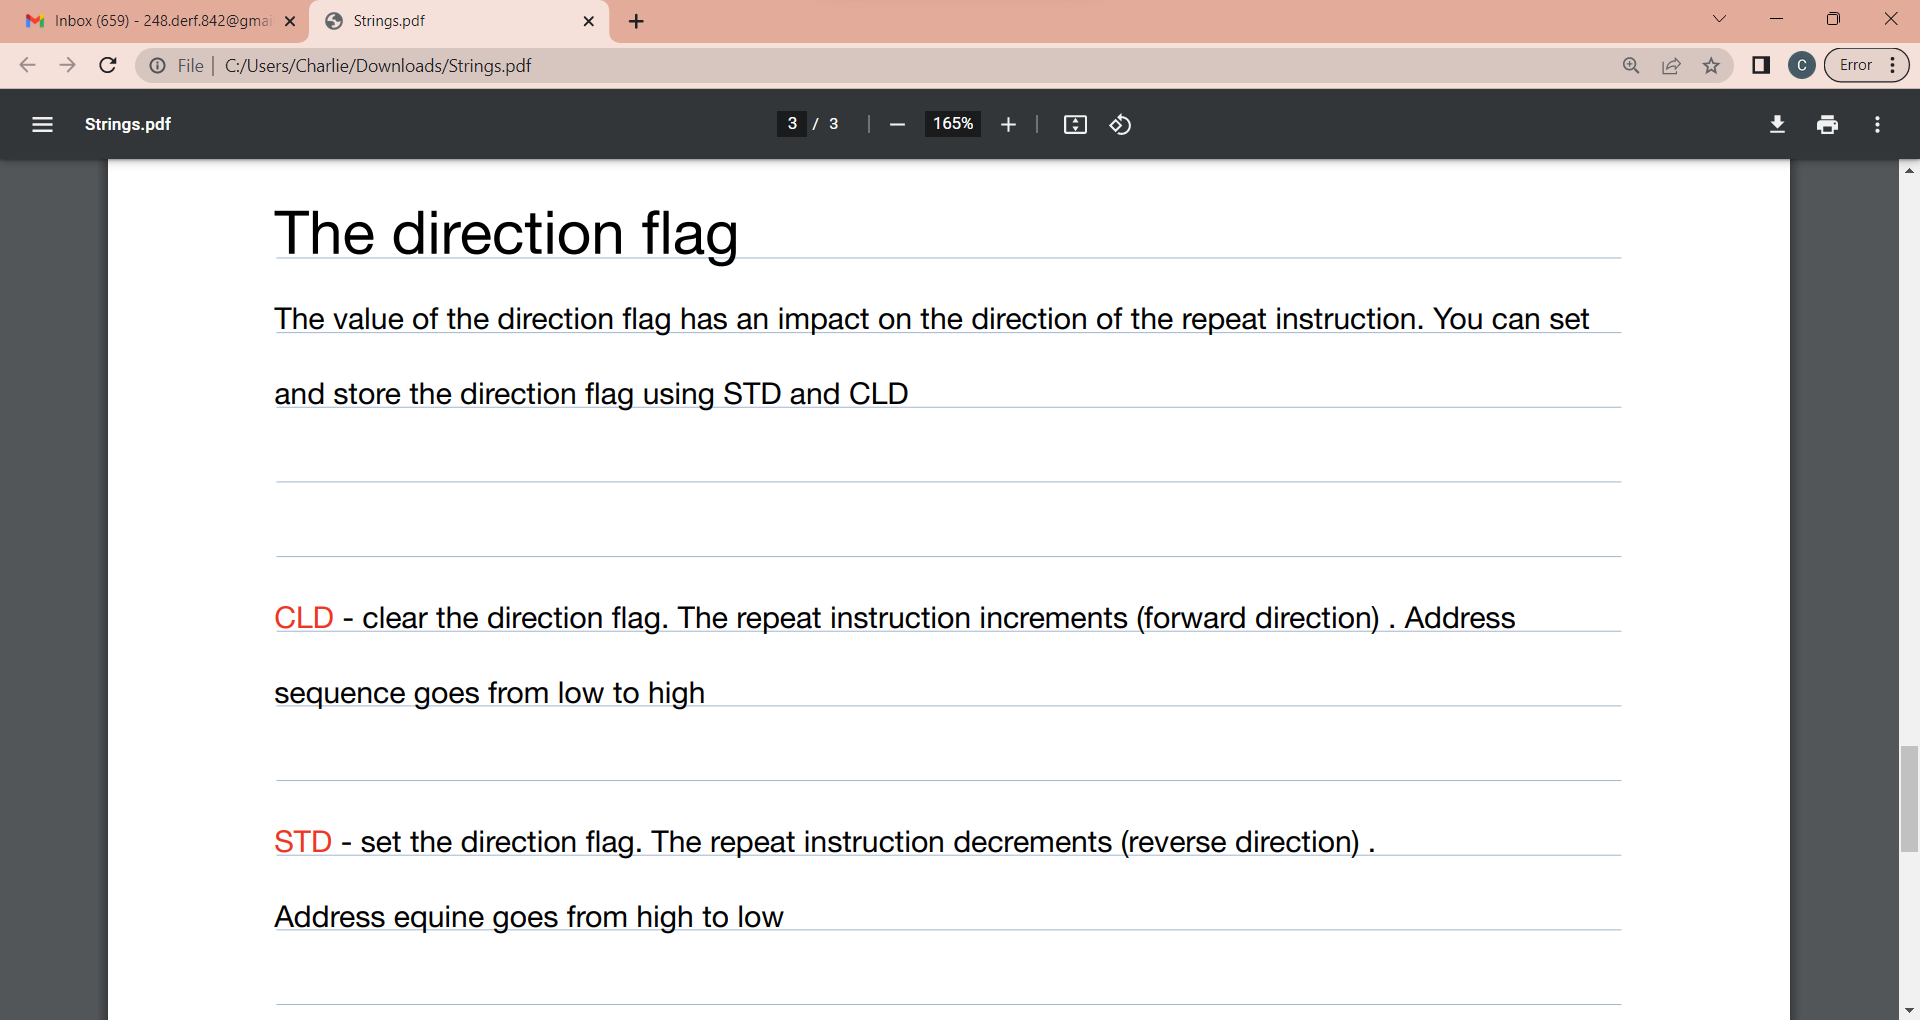 Inbox (659) - 248.derf.842@gmai
Strings.pdf
File
C:/Users/Charlie/Downloads/Strings.pdf
C
Error
Strings.pdf
3 / 3
165%
The direction flag
The value of the direction flag has an impact on the direction of the repeat instruction. You can set
and store the direction flag using STD and CLD
CLD - clear the direction flag. The repeat instruction increments (forward direction) . Address
sequence goes from low to high
STD - set the direction flag. The repeat instruction decrements (reverse direction) .
Address equine goes from high to low